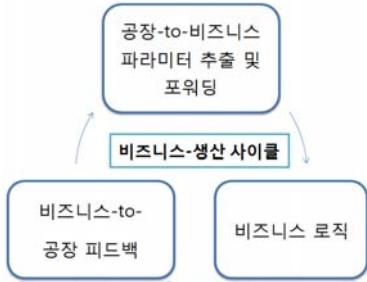 공장-to-비즈니스
파라미터 추출 및
포워딩
비즈니스-생산 사이클
비즈니스-to-
공장 피드백
비즈니스 로직